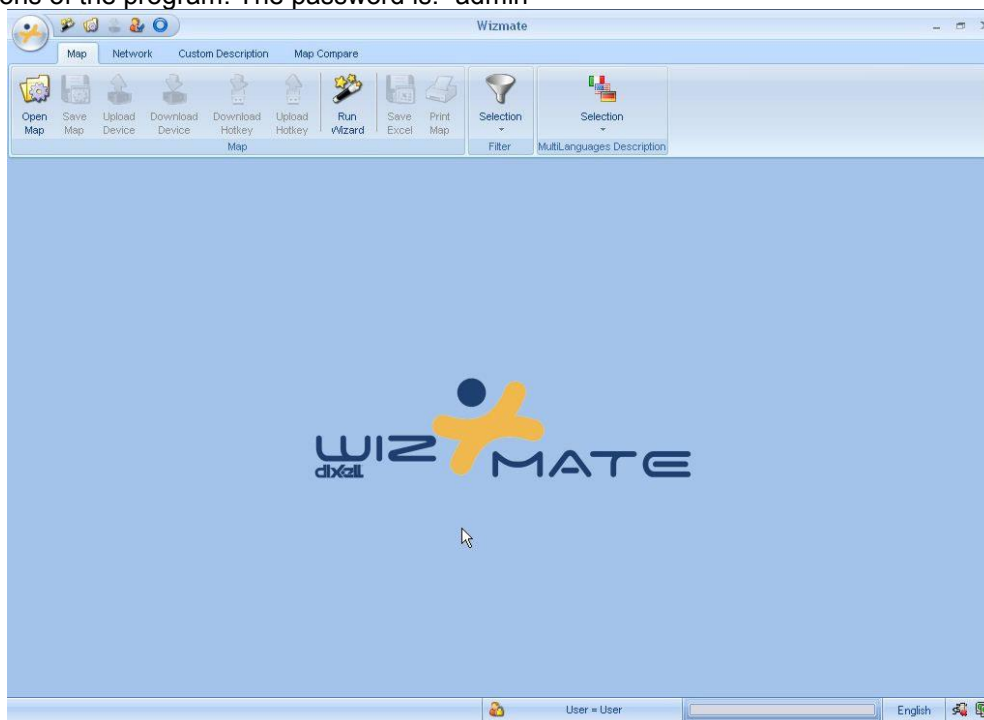 ons of the program. The password is: "admin"
Wizmate
Map Network Custom Description Map Compare
Open Map Save Map Upload Device Download Device Download Hotkey Upload Hotkey Run Wizard Save Excel Print Map Selection Selection
Map Filter MultiLanguages Description
WIZMATE
dixell
User = User English